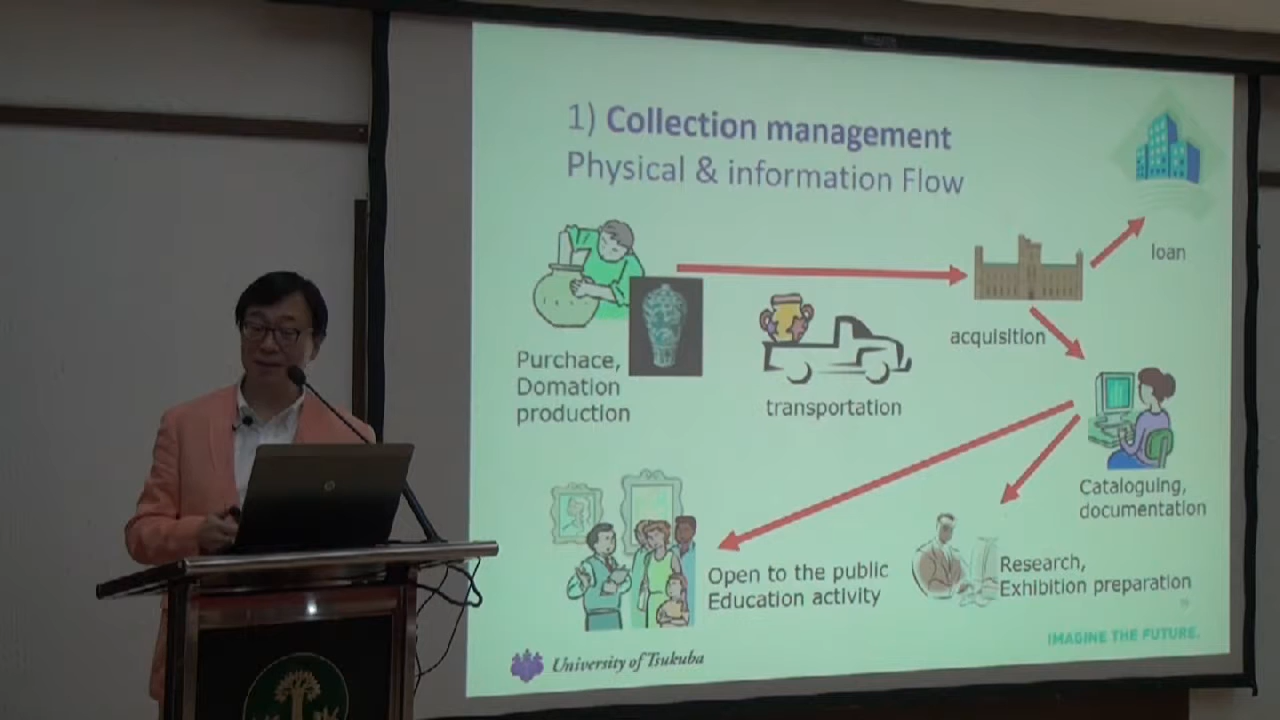 1) Collection management
Physical & information Flow
loan
acquisition
Purchace,
Domation
production
transportation
Cataloguing,
documentation
Open to the public
Education activity
Research,
Exhibition preparation
IMAGINE THE FUTURE.
University of Tsukuba
hp